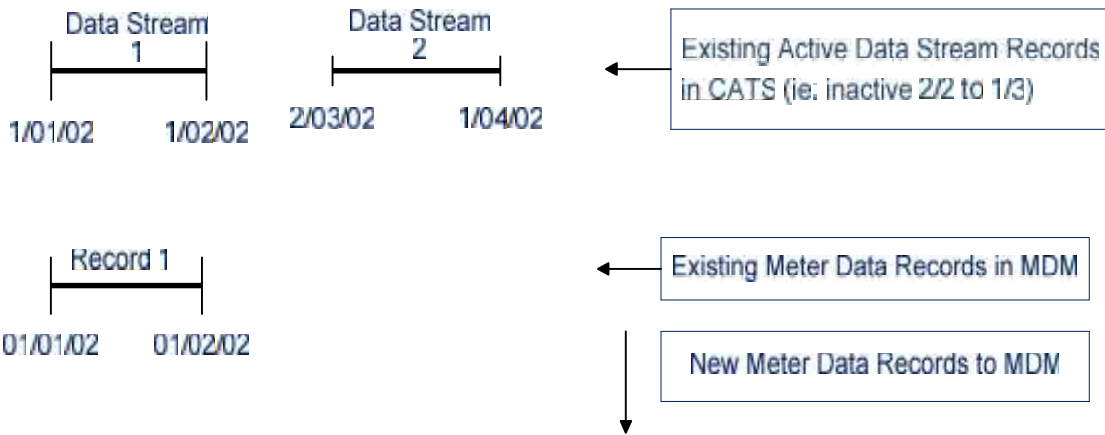 Data Stream
1
Data Stream
2
1/01/02
1/02/02
2/03/02
1/04/02
Existing Active Data Stream Records
in CATS (ie: inactive 2/2 to 1/3)
Record 1
01/01/02
01/02/02
Existing Meter Data Records in MDM
New Meter Data Records to MDM